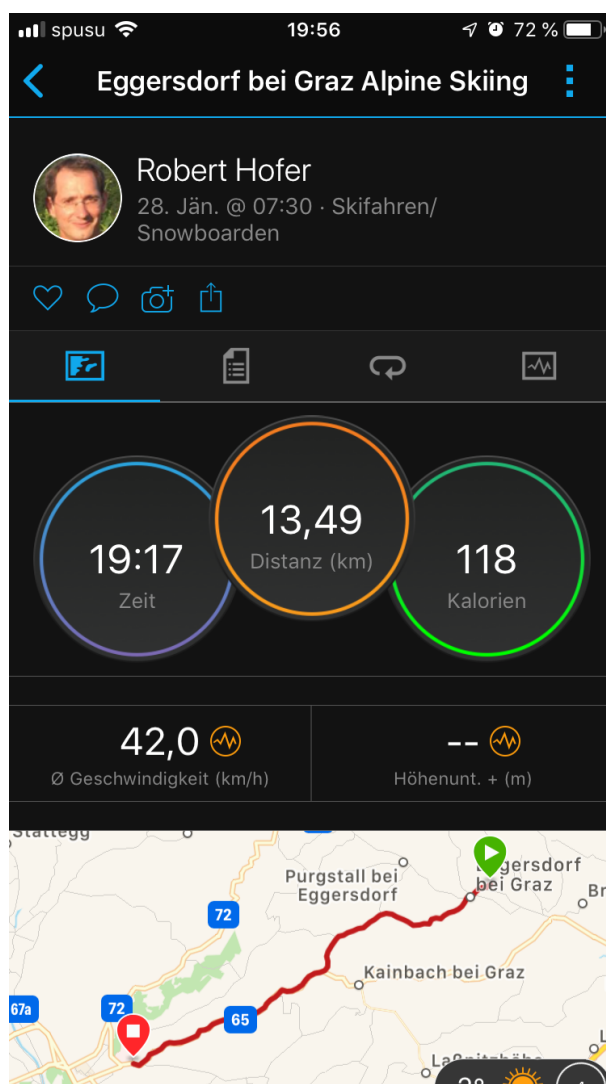 spusu 19:56 72 %
Eggersdorf bei Graz Alpine Skiing
Robert Hofer
28. Jän. @ 07:30 · Skifahren/
Snowboarden
13,49
Distanz (km)
19:17
Zeit
118
Kalorien
42,0
Ø Geschwindigkeit (km/h)
--
Höhenunt. + (m)
Stattegg
Purgstall bei
Eggersdorf
bei Graz
Br
72
Kainbach bei Graz
67a
72
65